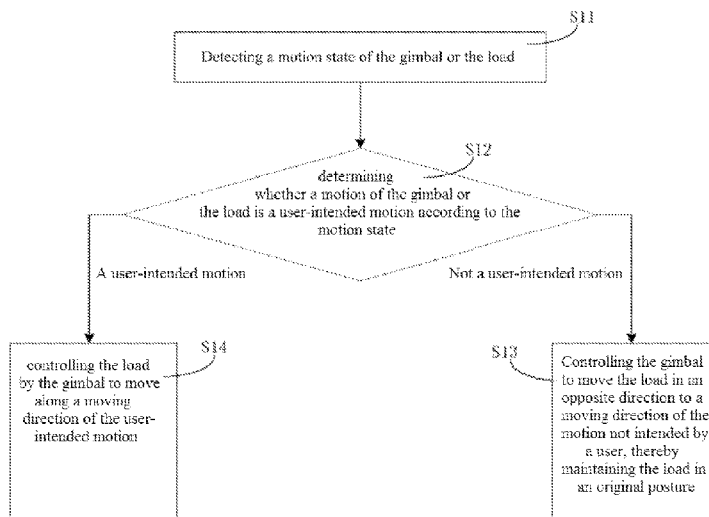 S11
Detecting a motion state of the gimbal or the load
S12
determining
whether a motion of the gimbal or
the load is a user-intended motion according to the
motion state
A user-intended motion
Not a user-intended motion
S14
controlling the load
by the gimbal to move
along a moving
direction of the user-
intended motion
S13
Controlling the gimbal
to move the load in an
opposite direction to a
moving direction of the
motion not intended by
a user, thereby
maintaining the load in
an original posture